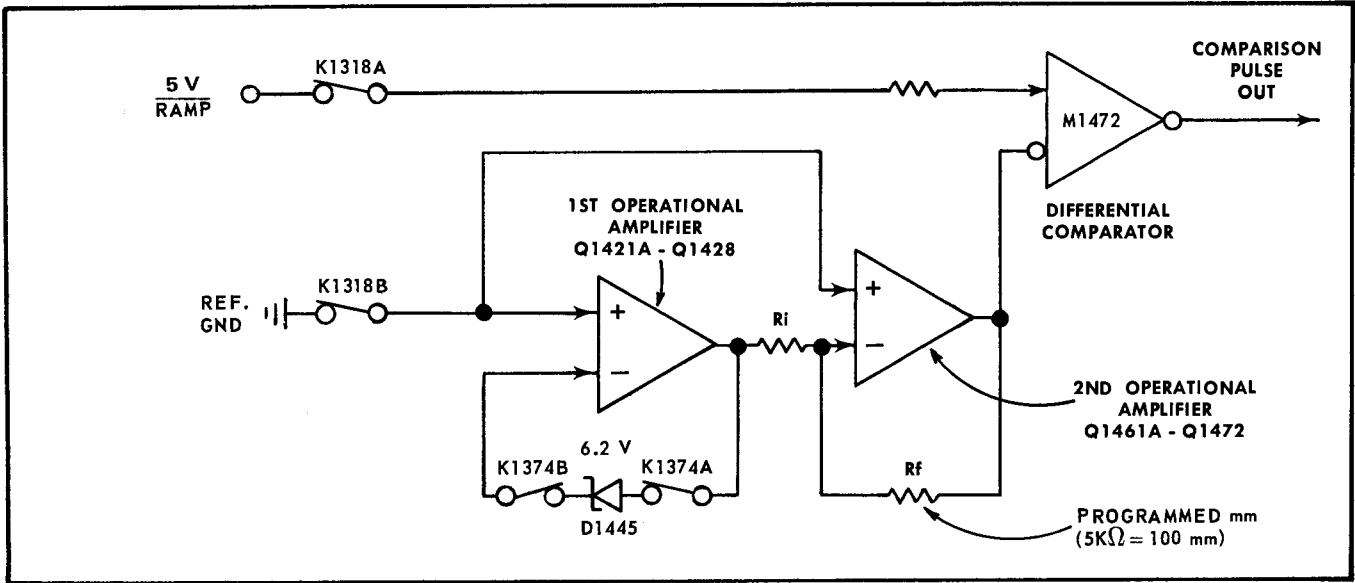 5 V
RAMP
K1318A
M1472
COMPARISON
PULSE
OUT
DIFFERENTIAL
COMPARATOR
1ST OPERATIONAL
AMPLIFIER
Q1421A - Q1428
REF.
GND
K1318B
+
−
Ri
+
−
2ND OPERATIONAL
AMPLIFIER
Q1461A - Q1472
6.2 V
K1374B
K1374A
D1445
Rf
PROGRAMMED mm
(5KΩ = 100 mm)